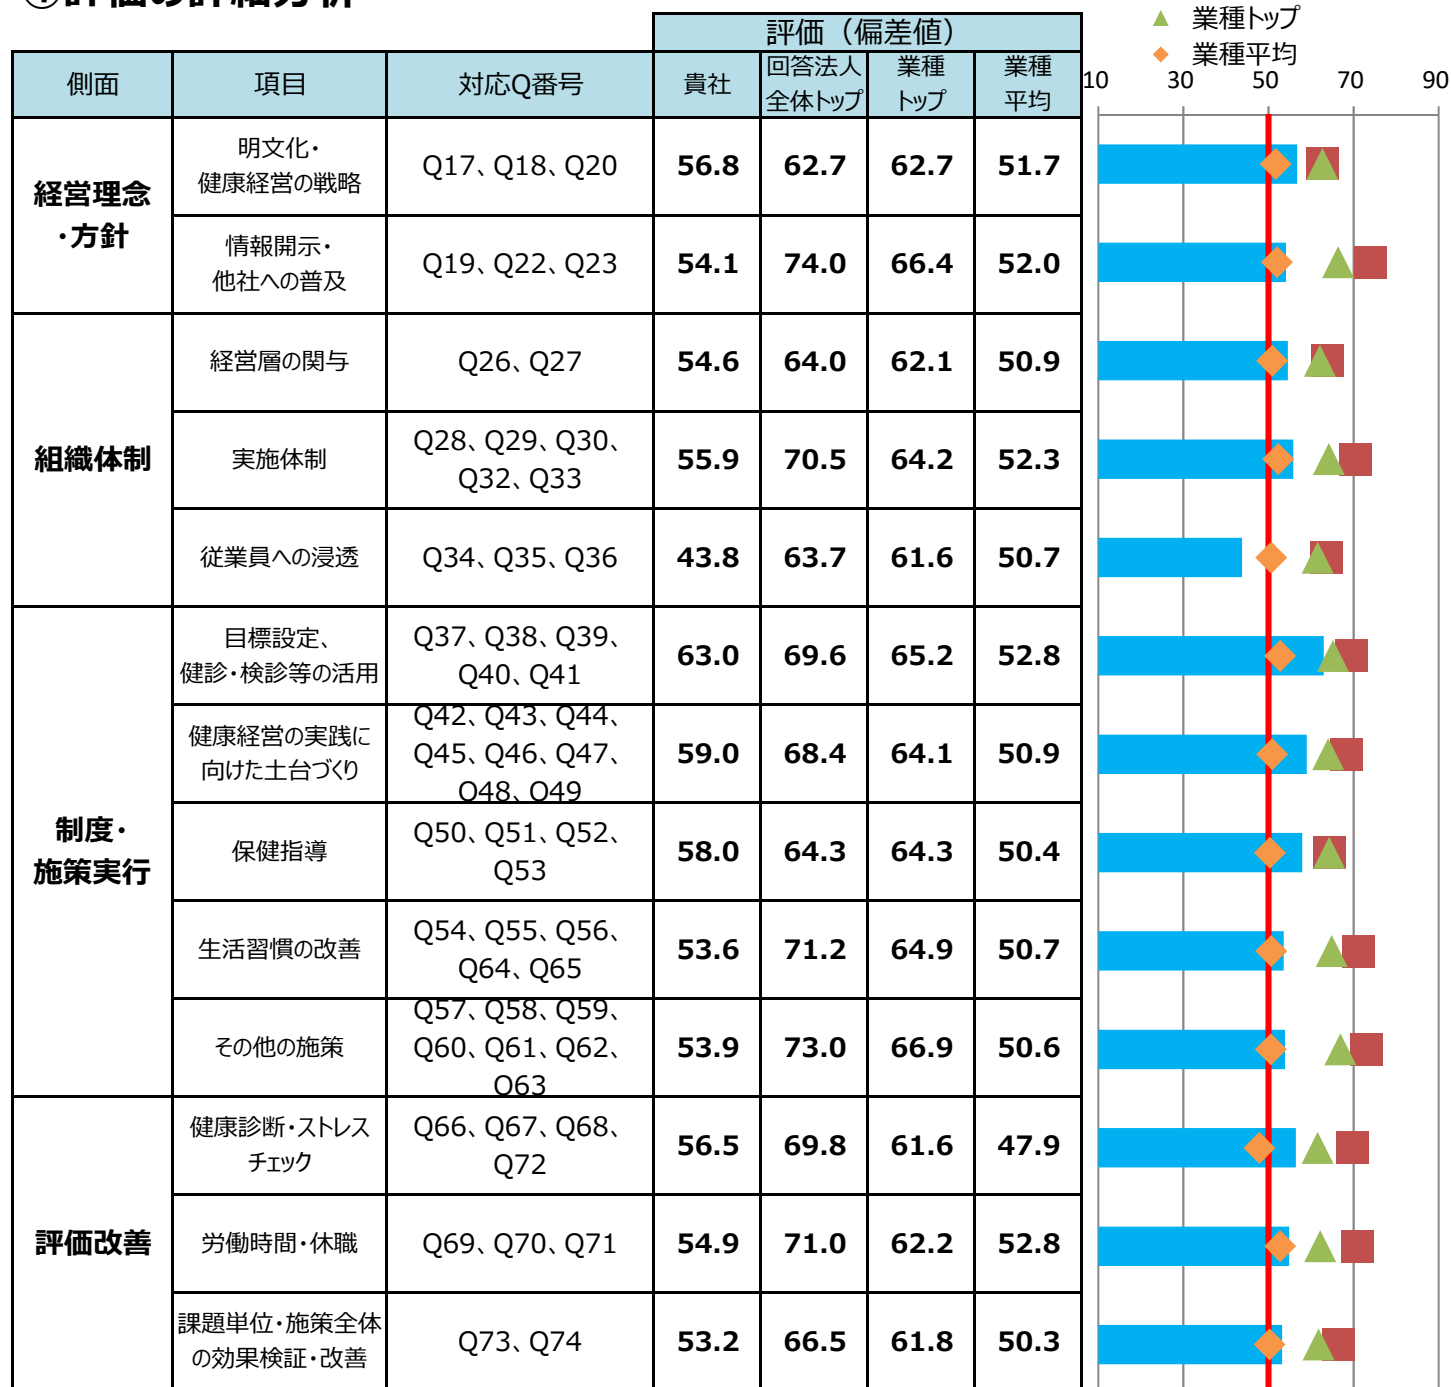 ①評価の詳細分析
業種トップ
業種平均
評価（偏差値）
側面 項目 対応Q番号 貴社 回答法人 業種 業種
全体トップ トップ 平均
10 30 50 70 90
経営理念
・方針
明文化・
健康経営の戦略
Q17、Q18、Q20 56.8 62.7 62.7 51.7
情報開示・
他社への普及
Q19、Q22、Q23 54.1 74.0 66.4 52.0
組織体制
経営層の関与 Q26、Q27 54.6 64.0 62.1 50.9
実施体制
Q28、Q29、Q30、
Q32、Q33
55.9 70.5 64.2 52.3
従業員への浸透 Q34、Q35、Q36 43.8 63.7 61.6 50.7
制度・
施策実行
目標設定、
健診・検診等の活用
Q37、Q38、Q39、
Q40、Q41
63.0 69.6 65.2 52.8
健康経営の実践に
向けた土台づくり
Q42、Q43、Q44、
Q45、Q46、Q47、
Q48、Q49
59.0 68.4 64.1 50.9
保健指導
Q50、Q51、Q52、
Q53
58.0 64.3 64.3 50.4
生活習慣の改善
Q54、Q55、Q56、
Q64、Q65
53.6 71.2 64.9 50.7
その他の施策
Q57、Q58、Q59、
Q60、Q61、Q62、
Q63
53.9 73.0 66.9 50.6
評価改善
健康診断・ストレス
チェック
Q66、Q67、Q68、
Q72
56.5 69.8 61.6 47.9
労働時間・休職 Q69、Q70、Q71 54.9 71.0 62.2 52.8
課題単位・施策全体
の効果検証・改善
Q73、Q74 53.2 66.5 61.8 50.3